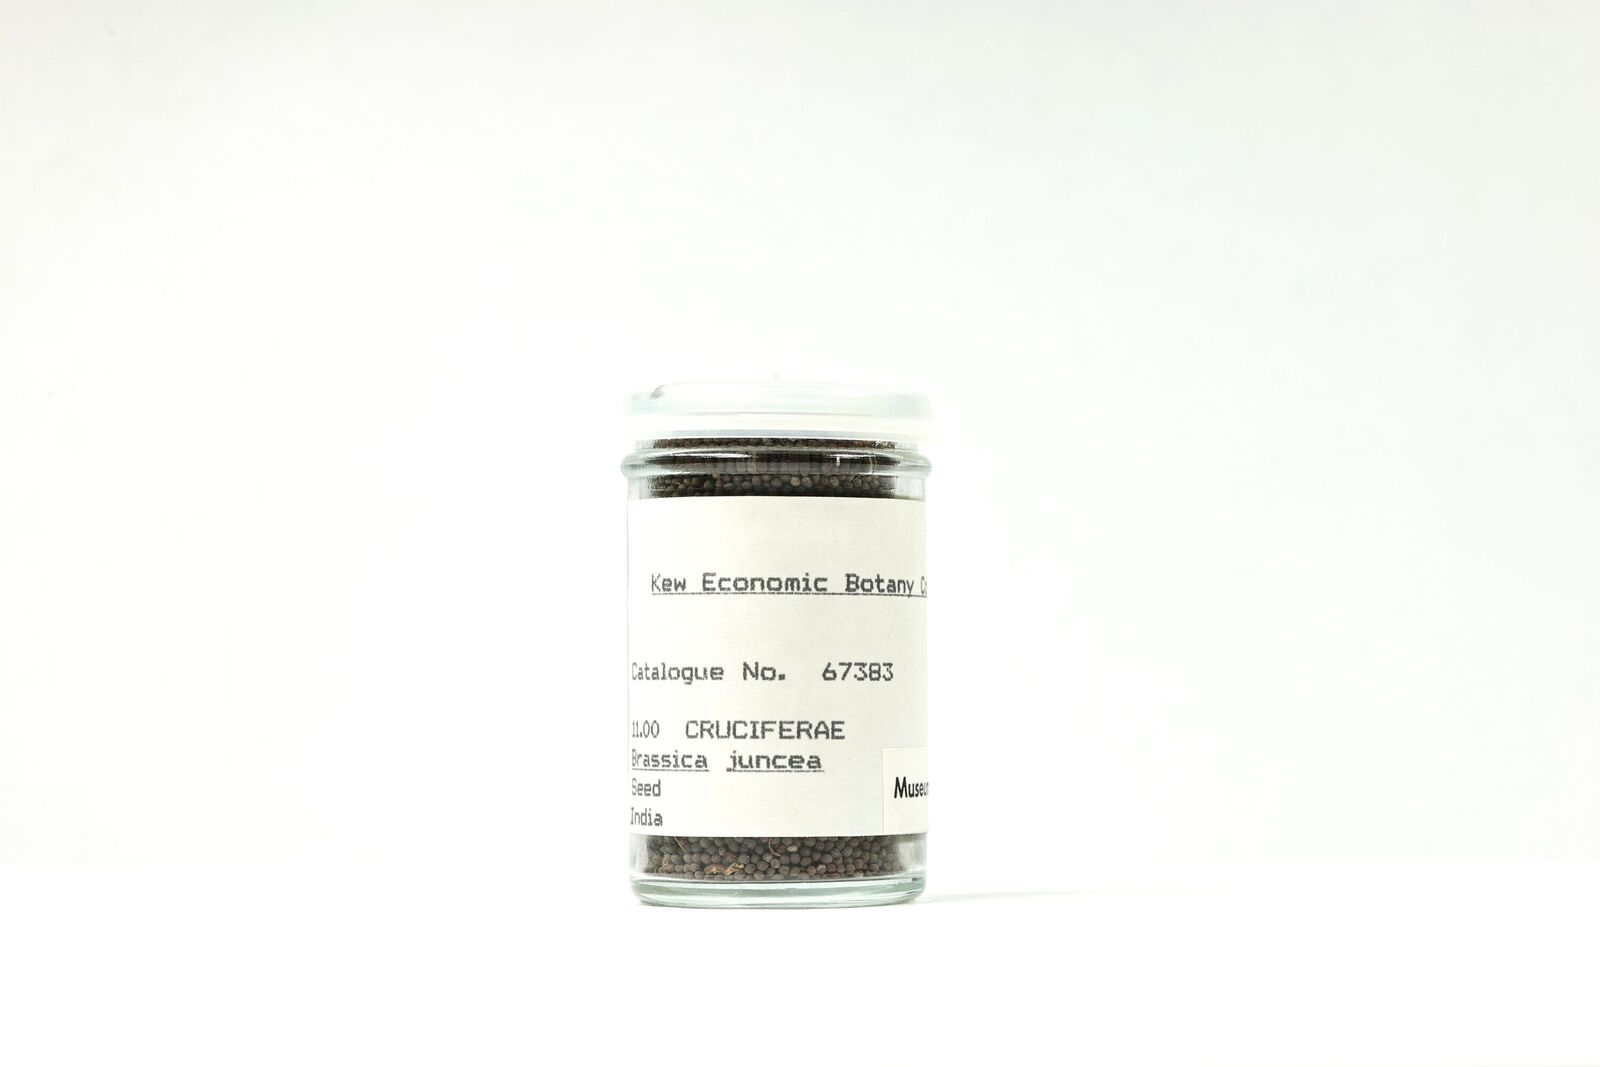 Kew Economic Botany
Catalogue No. 67383
11.00 CRUCIFERAE
Brassica juncea
Seed
India